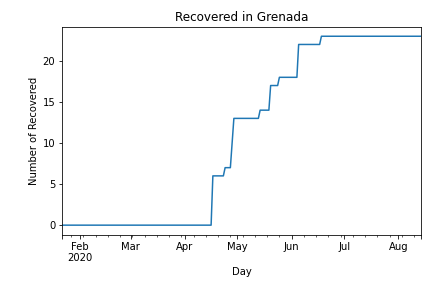 Recovered in Grenada
Number of Recovered
20
15
10
5
0
Feb
2020
Mar
Apr
May
Jun
Jul
Aug
Day